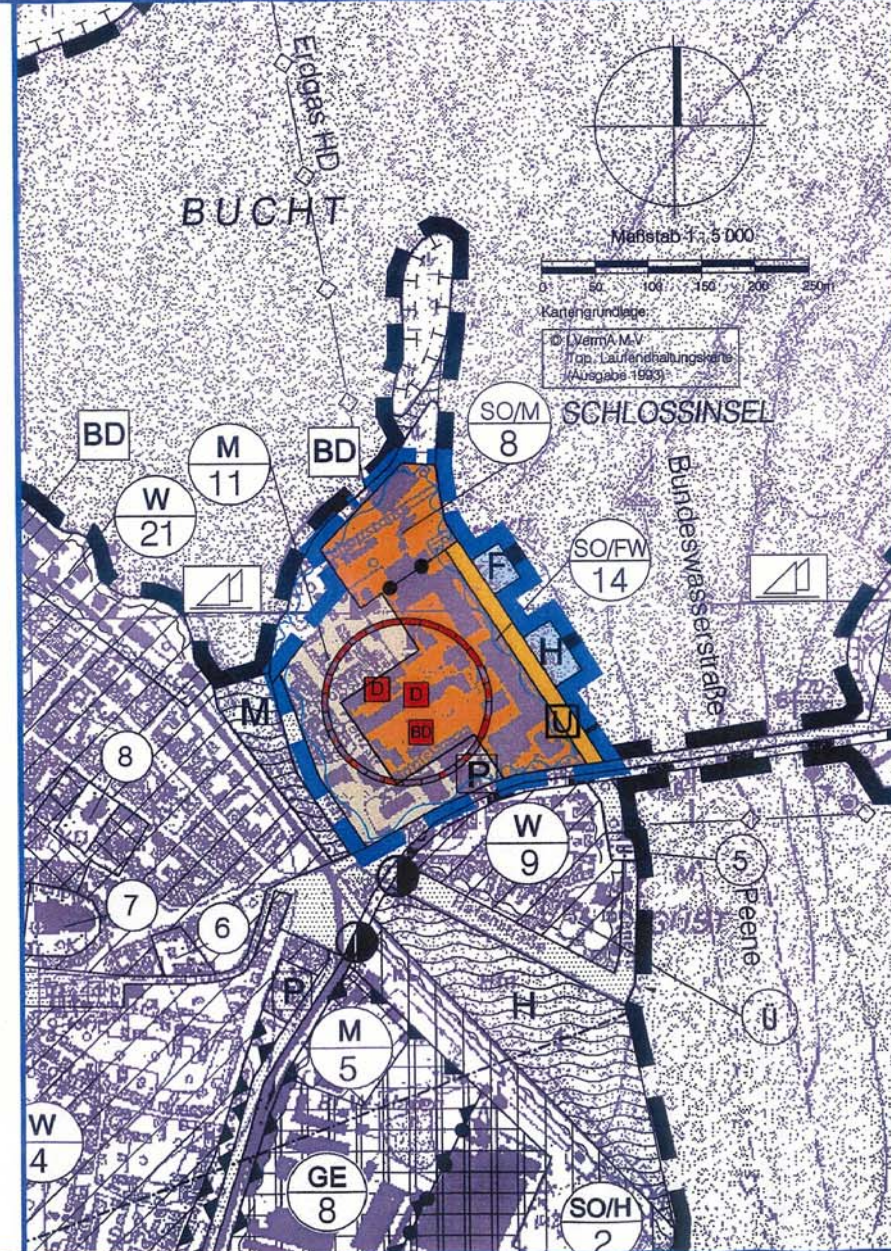 Erdgas HD
BUCHT
Maßstab 1 : 5 000
0 50 100 150 200 250m
Kartengrundlage:
© LVermA M-V
Top. Laufendhaltungskarte
(Ausgabe 1993)
SCHLOSSINSEL
SO/M
8
BD
M
11
BD
W
21
Bundeswasserstraße
SO/FW
14
F
H
D
D
BD
U
M
P
8
W
9
5
Peene
7
6
P
H
Ü
M
5
W
4
GE
8
SO/H
2